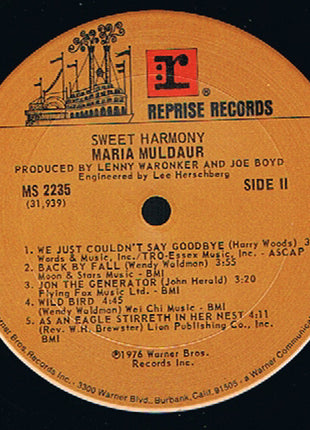 r
®
REPRISE RECORDS
SWEET HARMONY
MARIA MULDAUR
PRODUCED BY LENNY WARONKER AND JOE BOYD
Engineered by Lee Herschberg
MS 2235
(31,939)
SIDE II
1. WE JUST COULDN'T SAY GOODBYE (Harry Woods) 3
Words & Music, Inc./TRO-Essex Music, Inc. - ASCAP
2. BACK BY FALL (Wendy Waldman) 3:55
Moon & Stars Music - BMI
3. JON THE GENERATOR (John Herald) 3:20
Flying Fox Music Ltd. - BMI
4. WILD BIRD 4:45
(Wendy Waldman) Wei Chi Music - BMI
5. AS AN EAGLE STIRRETH IN HER NEST 4:11
(Rev. W.H. Brewster) Lion Publishing Co., Inc.
BMI
℗1976 Warner Bros.
Records Inc.
Warner Bros. Records Inc. - 3300 Warner Blvd., Burbank, Calif. 91505 - a Warner Communicat